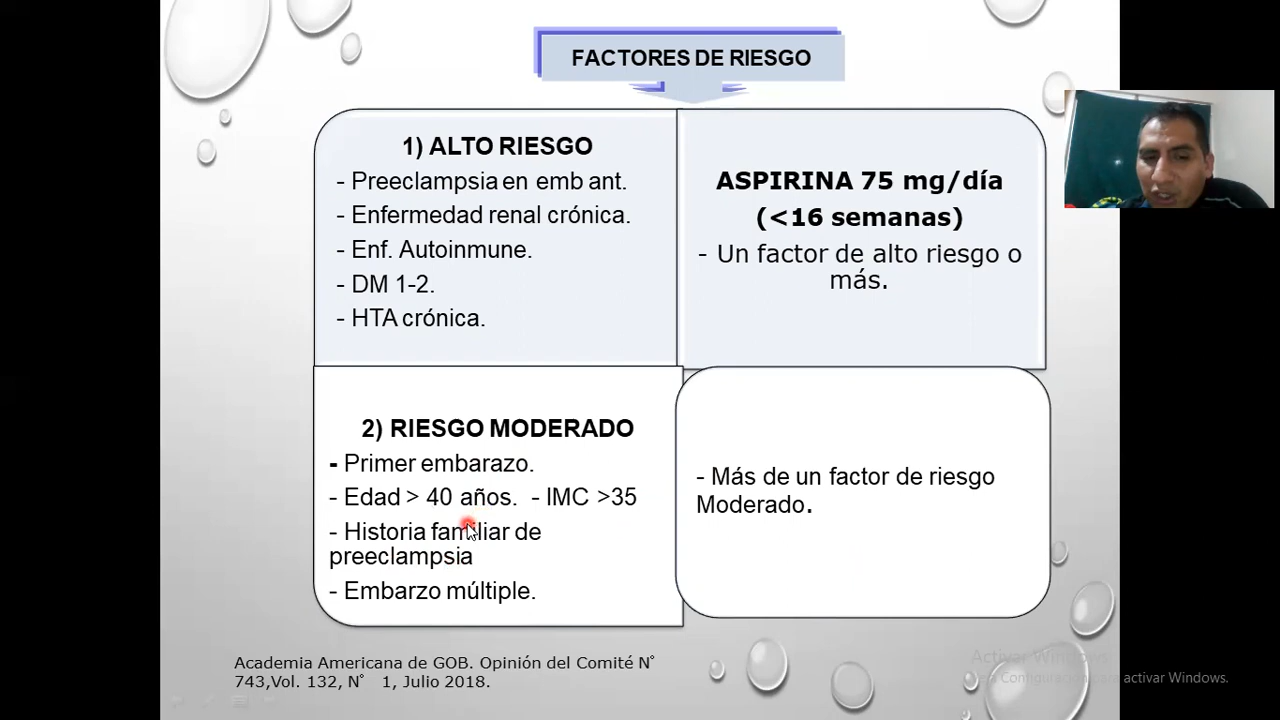 FACTORES DE RIESGO
1) ALTO RIESGO
- Preeclampsia en emb ant.
- Enfermedad renal crónica.
- Enf. Autoinmune.
- DM 1-2.
- HTA crónica.
ASPIRINA 75 mg/día
(<16 semanas)
- Un factor de alto riesgo o
más.
2) RIESGO MODERADO
- Primer embarazo.
- Edad > 40 años. - IMC >35
- Historia familiar de
preeclampsia
- Embarzo múltiple.
- Más de un factor de riesgo
Moderado.
Academia Americana de GOB. Opinión del Comité N°
743,Vol. 132, N° 1, Julio 2018.
Activar Windows
Configuración para activar Windows.